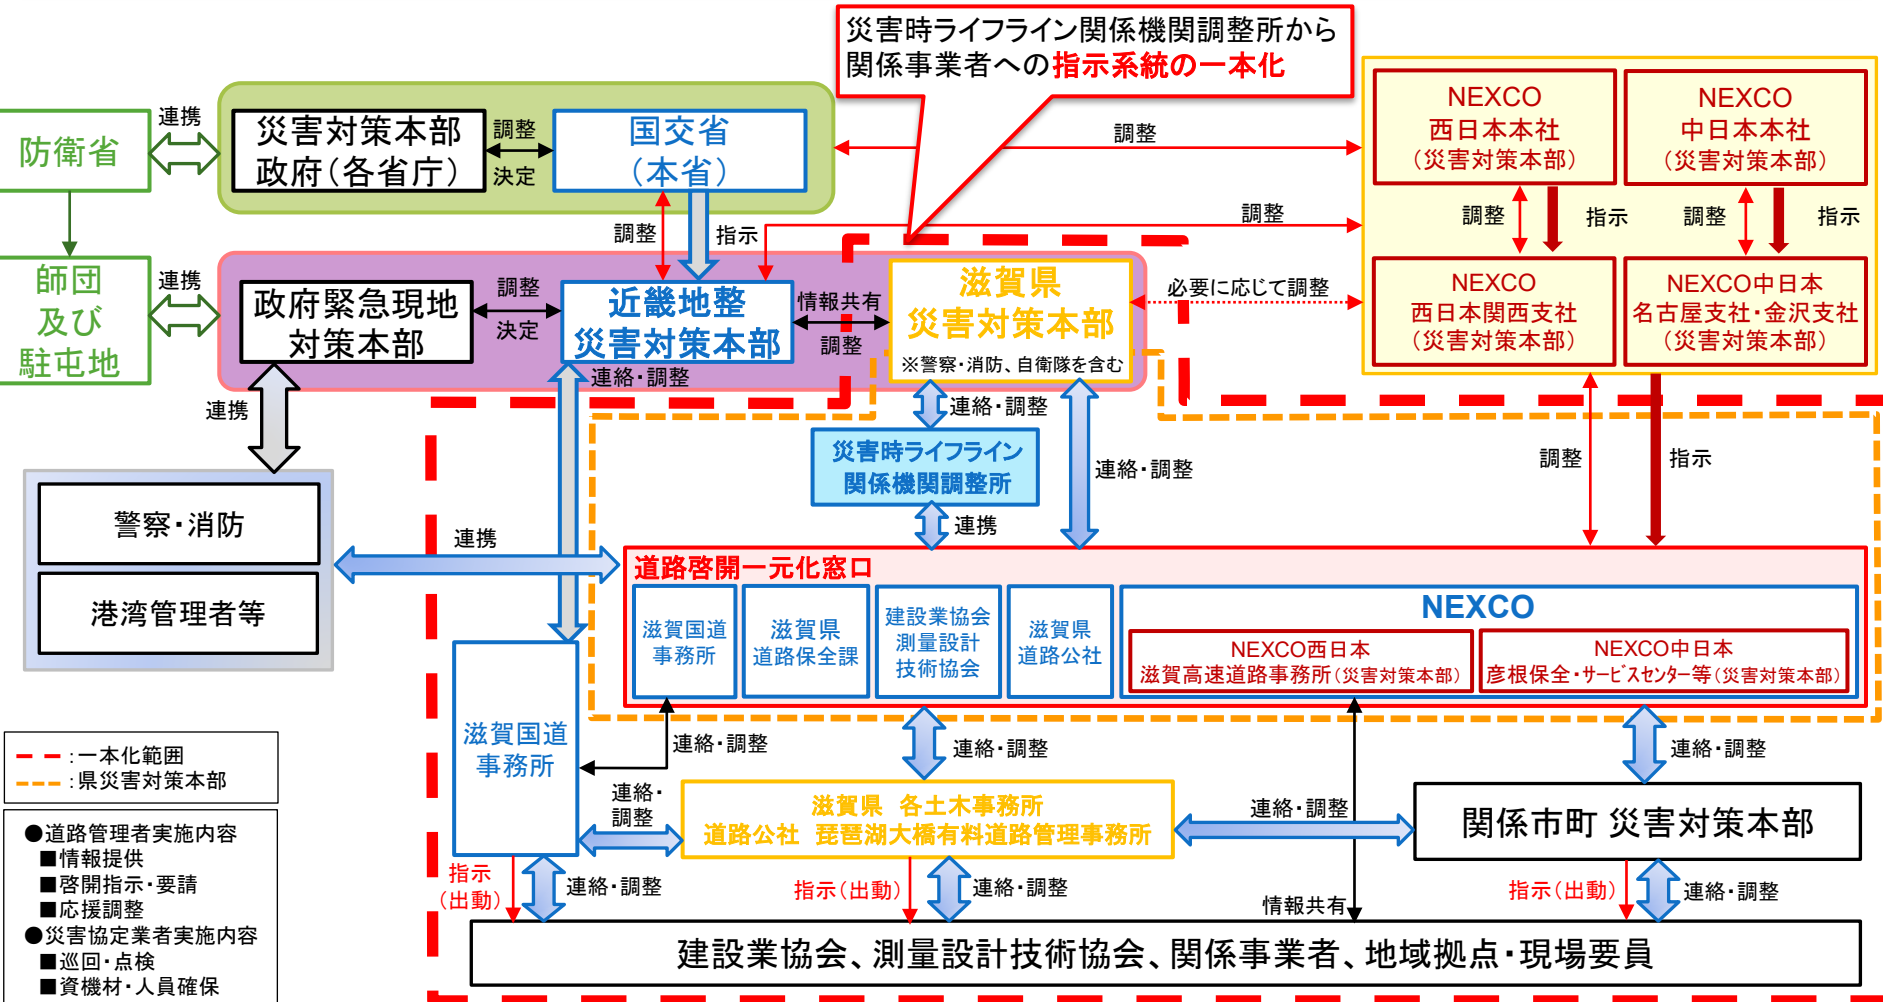 災害時ライフライン関係機関調整所から
関係事業者への指示系統の一本化
防衛省
連携
災害対策本部
政府（各省庁）
調整
決定
国交省
（本省）
調整
NEXCO
西日本本社
（災害対策本部）
NEXCO
中日本本社
（災害対策本部）
調整
指示
調整
調整
指示
調整
指示
師団
及び
駐屯地
連携
政府緊急現地
対策本部
調整
決定
近畿地整
災害対策本部
情報共有
調整
滋賀県
災害対策本部
※警察・消防、自衛隊を含む
必要に応じて調整
NEXCO
西日本関西支社
（災害対策本部）
NEXCO中日本
名古屋支社・金沢支社
（災害対策本部）
連携
連絡・調整
連絡・調整
災害時ライフライン
関係機関調整所
連絡・調整
調整
指示
連携
警察・消防
港湾管理者等
連携
道路啓開一元化窓口
滋賀国道
事務所
滋賀県
道路保全課
建設業協会
測量設計
技術協会
滋賀県
道路公社
NEXCO
NEXCO西日本
滋賀高速道路事務所（災害対策本部）
NEXCO中日本
彦根保全・サービスセンター等（災害対策本部）
滋賀国道
事務所
連絡・調整
連絡・調整
連絡・調整
：一本化範囲
：県災害対策本部
連絡・
調整
滋賀県　各土木事務所
道路公社　琵琶湖大橋有料道路管理事務所
連絡・調整
関係市町 災害対策本部
●道路管理者実施内容
■情報提供
■啓開指示・要請
■応援調整
●災害協定業者実施内容
■巡回・点検
■資機材・人員確保
指示
（出動）
連絡・調整
指示（出動）
連絡・調整
情報共有
指示（出動）
連絡・調整
建設業協会、測量設計技術協会、関係事業者、地域拠点・現場要員